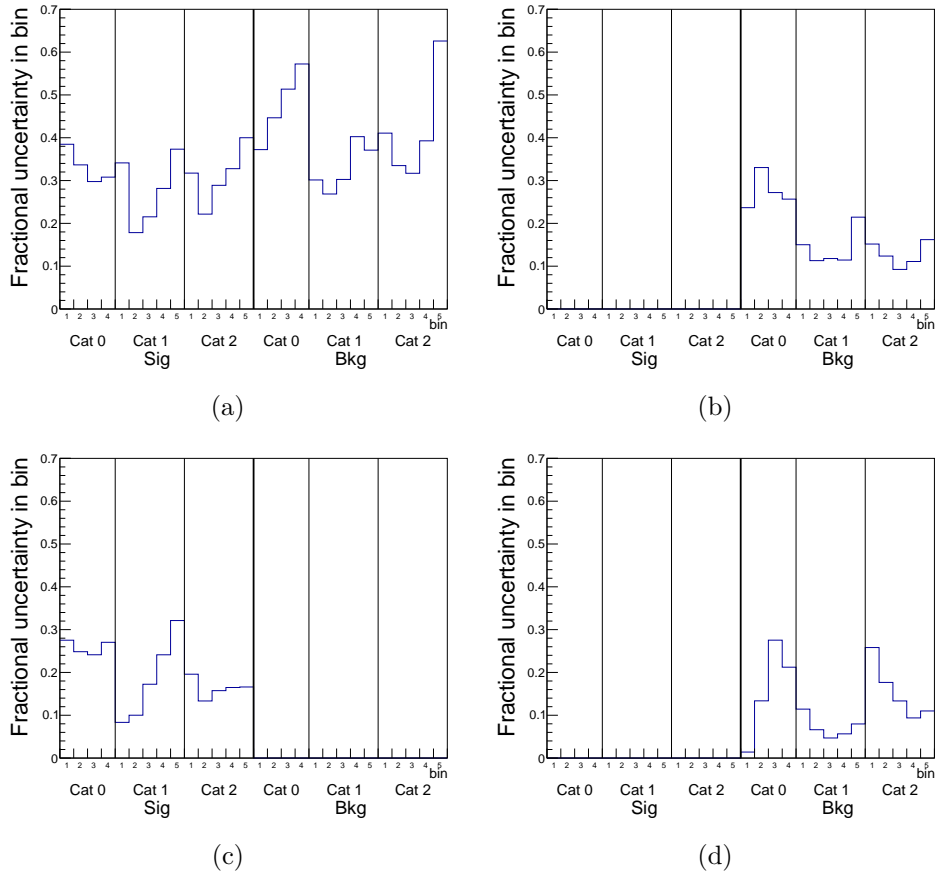 Fractional uncertainty in bin
0.7
0.6
0.5
0.4
0.3
0.2
0.1
0
1 2 3 4 1 2 3 4 5 1 2 3 4 5 1 2 3 4 1 2 3 4 5 1 2 3 4 5
bin
Cat 0 Cat 1 Cat 2 Cat 0 Cat 1 Cat 2
Sig Bkg
(a)
Fractional uncertainty in bin
0.7
0.6
0.5
0.4
0.3
0.2
0.1
0
1 2 3 4 1 2 3 4 5 1 2 3 4 5 1 2 3 4 1 2 3 4 5 1 2 3 4 5
bin
Cat 0 Cat 1 Cat 2 Cat 0 Cat 1 Cat 2
Sig Bkg
(b)
Fractional uncertainty in bin
0.7
0.6
0.5
0.4
0.3
0.2
0.1
0
1 2 3 4 1 2 3 4 5 1 2 3 4 5 1 2 3 4 1 2 3 4 5 1 2 3 4 5
bin
Cat 0 Cat 1 Cat 2 Cat 0 Cat 1 Cat 2
Sig Bkg
(c)
Fractional uncertainty in bin
0.7
0.6
0.5
0.4
0.3
0.2
0.1
0
1 2 3 4 1 2 3 4 5 1 2 3 4 5 1 2 3 4 1 2 3 4 5 1 2 3 4 5
bin
Cat 0 Cat 1 Cat 2 Cat 0 Cat 1 Cat 2
Sig Bkg
(d)